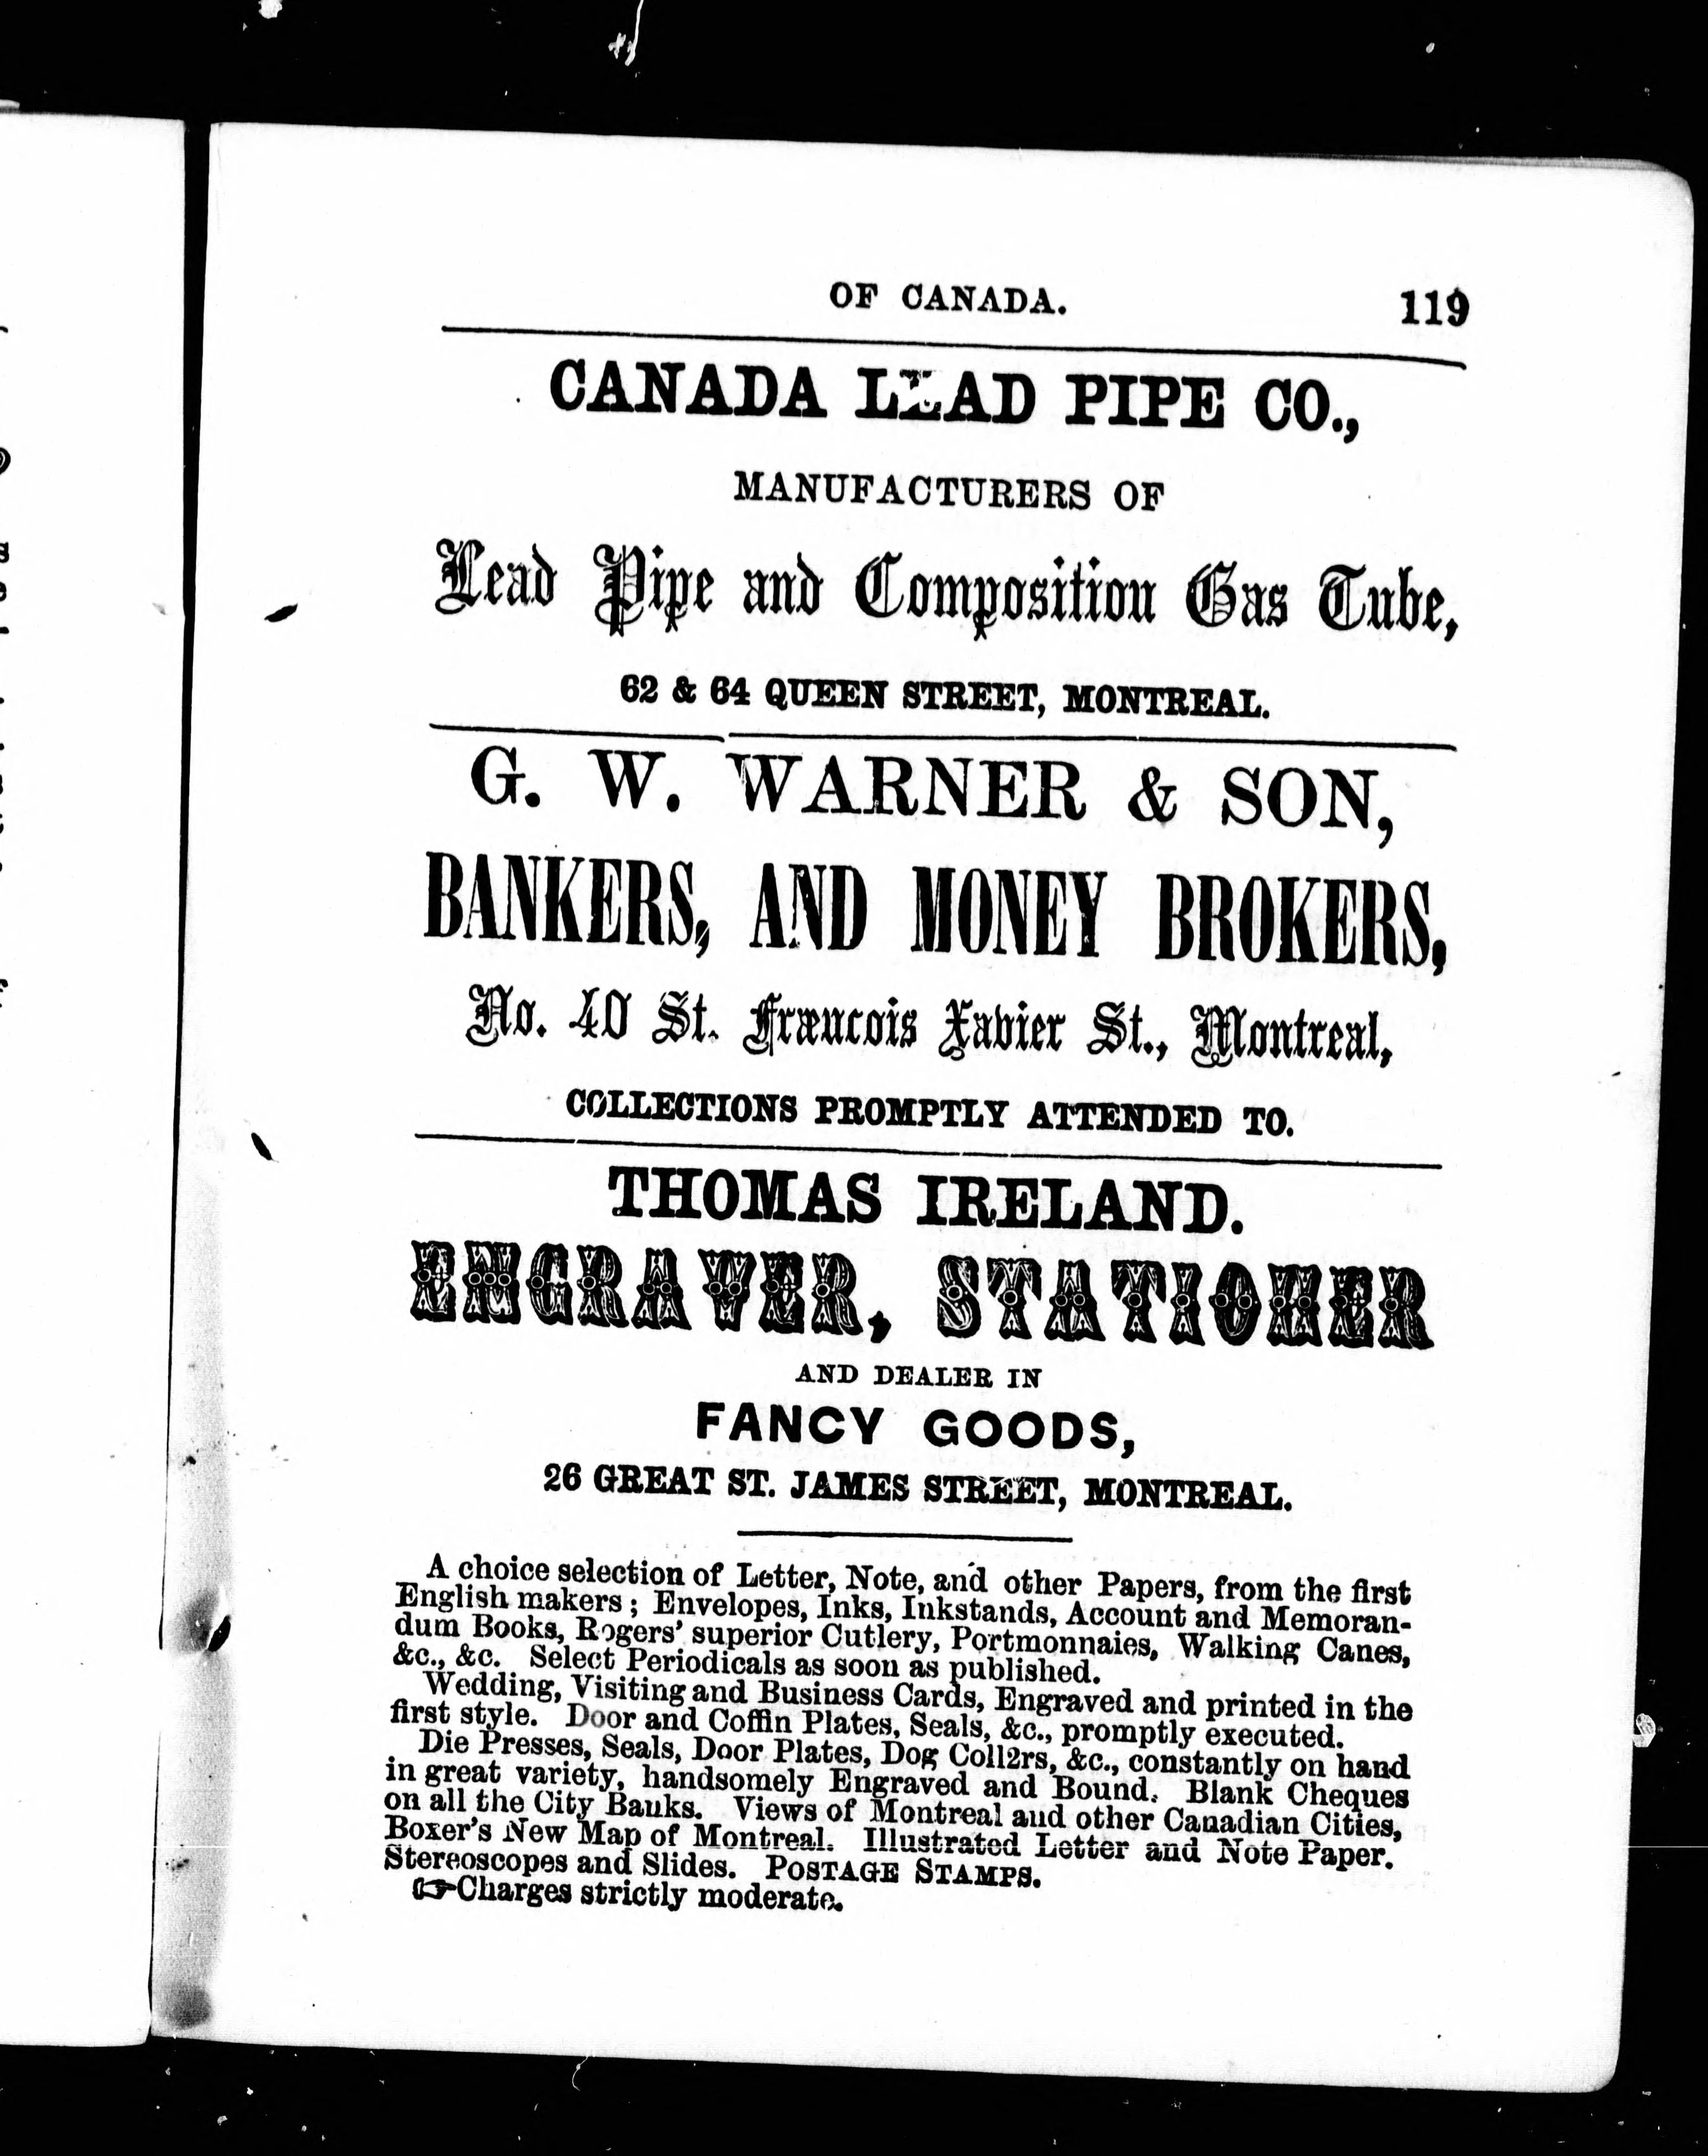 OF CANADA. 119
CANADA LEAD PIPE CO.,
MANUFACTURERS OF
Lead Pipe and Composition Gas Tube,
62 & 64 QUEEN STREET, MONTREAL.
G. W. WARNER & SON,
BANKERS, AND MONEY BROKERS,
No. 40 St. Fræucois Xavier St., Montreal,
COLLECTIONS PROMPTLY ATTENDED TO.
THOMAS IRELAND.
ENGRAVER, STATIONER
AND DEALER IN
FANCY GOODS,
26 GREAT ST. JAMES STREET, MONTREAL.
A choice selection of Letter, Note, and other Papers, from the first
English makers; Envelopes, Inks, Inkstands, Account and Memoran-
dum Books, Rogers' superior Cutlery, Portmonnaies, Walking Canes,
&c., &c. Select Periodicals as soon as published.
Wedding, Visiting and Business Cards, Engraved and printed in the
first style. Door and Coffin Plates, Seals, &c., promptly executed.
Die Presses, Seals, Door Plates, Dog Coll2rs, &c., constantly on hand
in great variety, handsomely Engraved and Bound. Blank Cheques
on all the City Banks. Views of Montreal and other Canadian Cities,
Boxer's New Map of Montreal. Illustrated Letter and Note Paper.
Stereoscopes and Slides. POSTAGE STAMPS.
☞Charges strictly moderate.